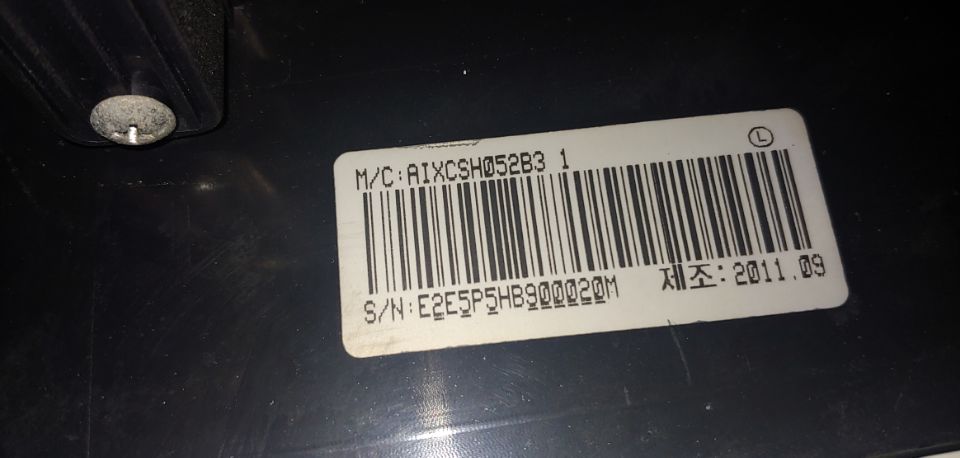 Ⓛ
M/C:AIXCSH052B3 1
S/N:E2E5P5HB900020M 제조:2011.09